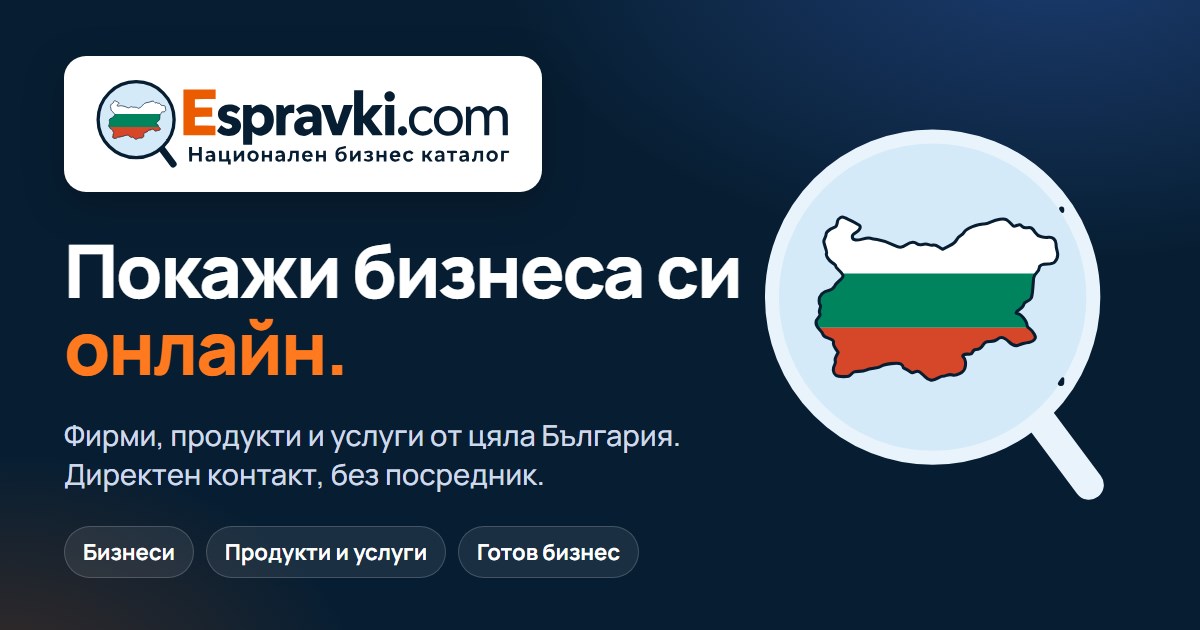 Espravki.com
Национален бизнес каталог
Покажи бизнеса си
онлайн.
Фирми, продукти и услуги от цяла България.
Директен контакт, без посредник.
Бизнеси
Продукти и услуги
Готов бизнес